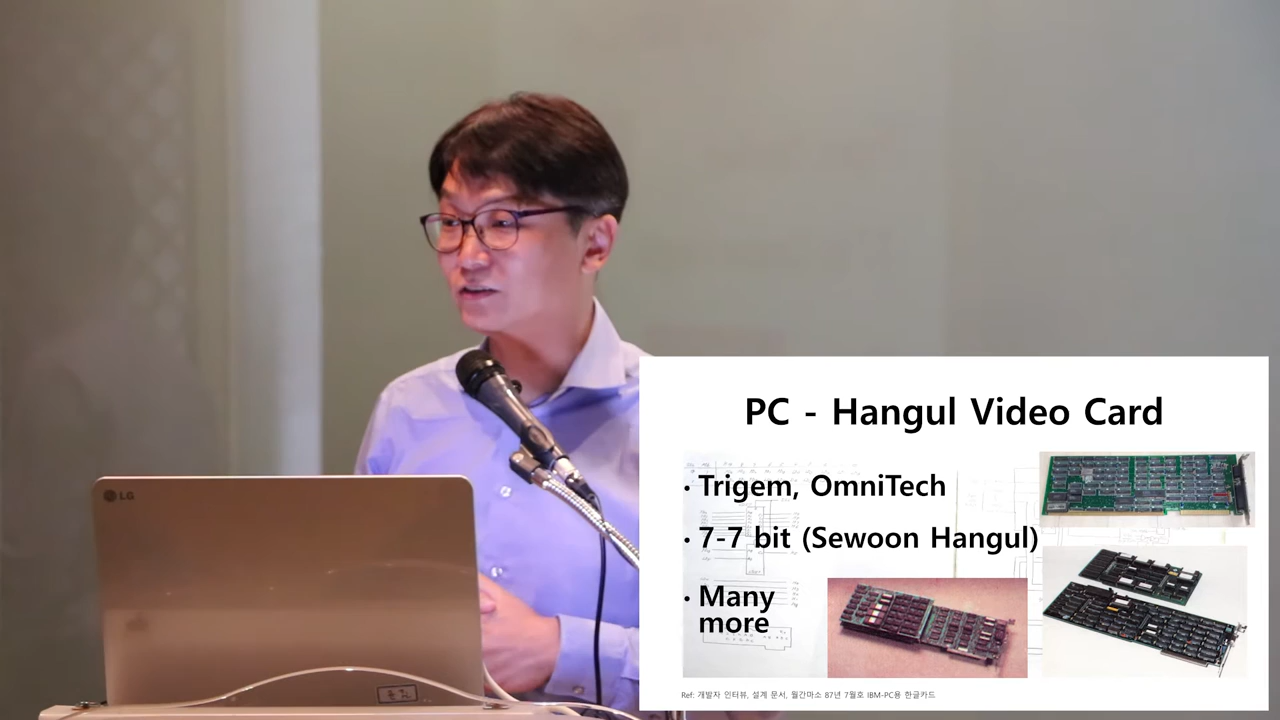 PC - Hangul Video Card
• Trigem, OmniTech
• 7-7 bit (Sewoon Hangul)
• Many
more
Ref: 개발자 인터뷰, 설계 문서, 월간마소 87년 7월호 IBM-PC용 한글카드
LG